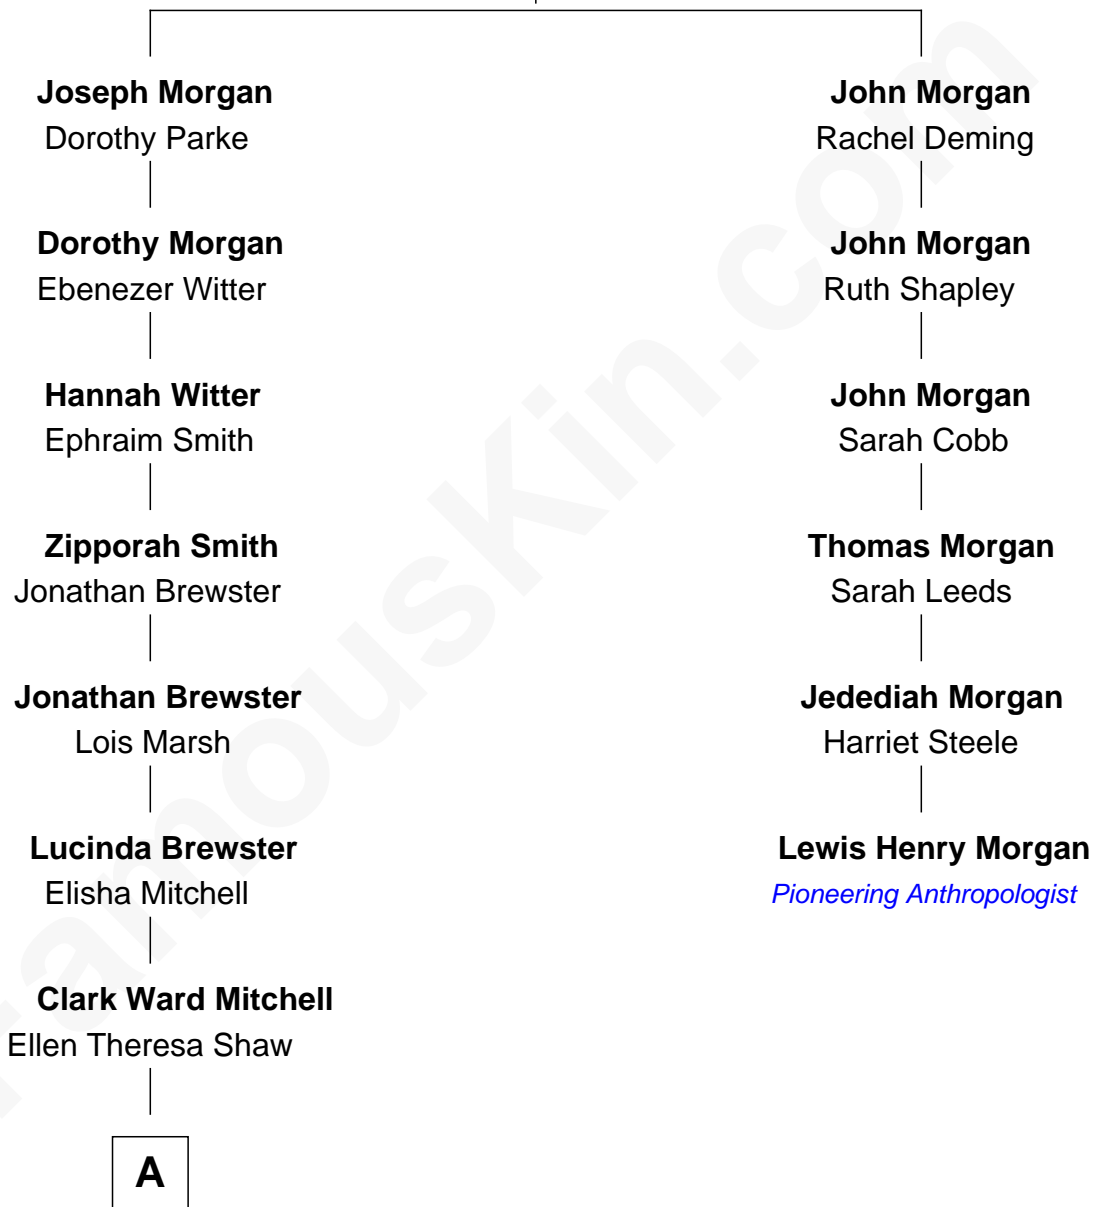 Joseph Morgan
Dorothy Parke
John Morgan
Rachel Deming
Dorothy Morgan
Ebenezer Witter
John Morgan
Ruth Shapley
Hannah Witter
Ephraim Smith
John Morgan
Sarah Cobb
Zipporah Smith
Jonathan Brewster
Thomas Morgan
Sarah Leeds
Jonathan Brewster
Lois Marsh
Jedediah Morgan
Harriet Steele
Lucinda Brewster
Elisha Mitchell
Lewis Henry Morgan
Pioneering Anthropologist
Clark Ward Mitchell
Ellen Theresa Shaw
A
FamousKin.com